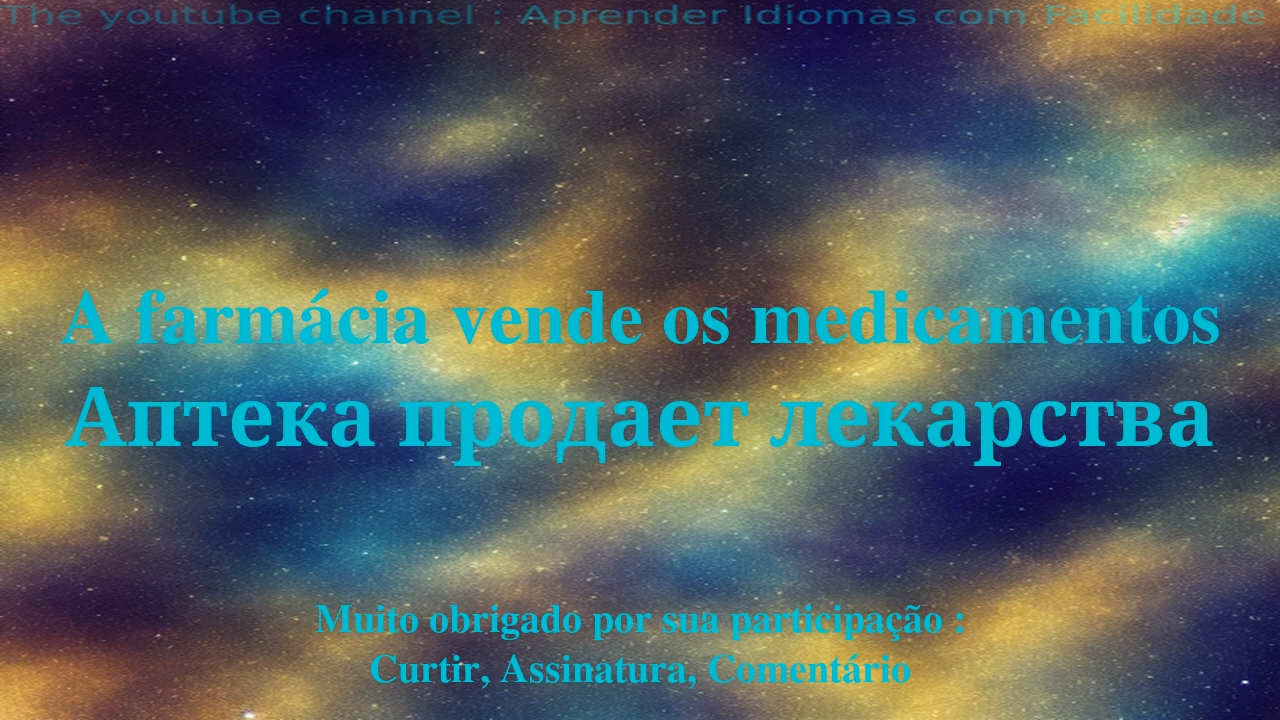 The youtube channel : Aprender Idiomas com Facilidade
A farmácia vende os medicamentos
Аптека продает лекарства
Muito obrigado por sua participação :
Curtir, Assinatura, Comentário